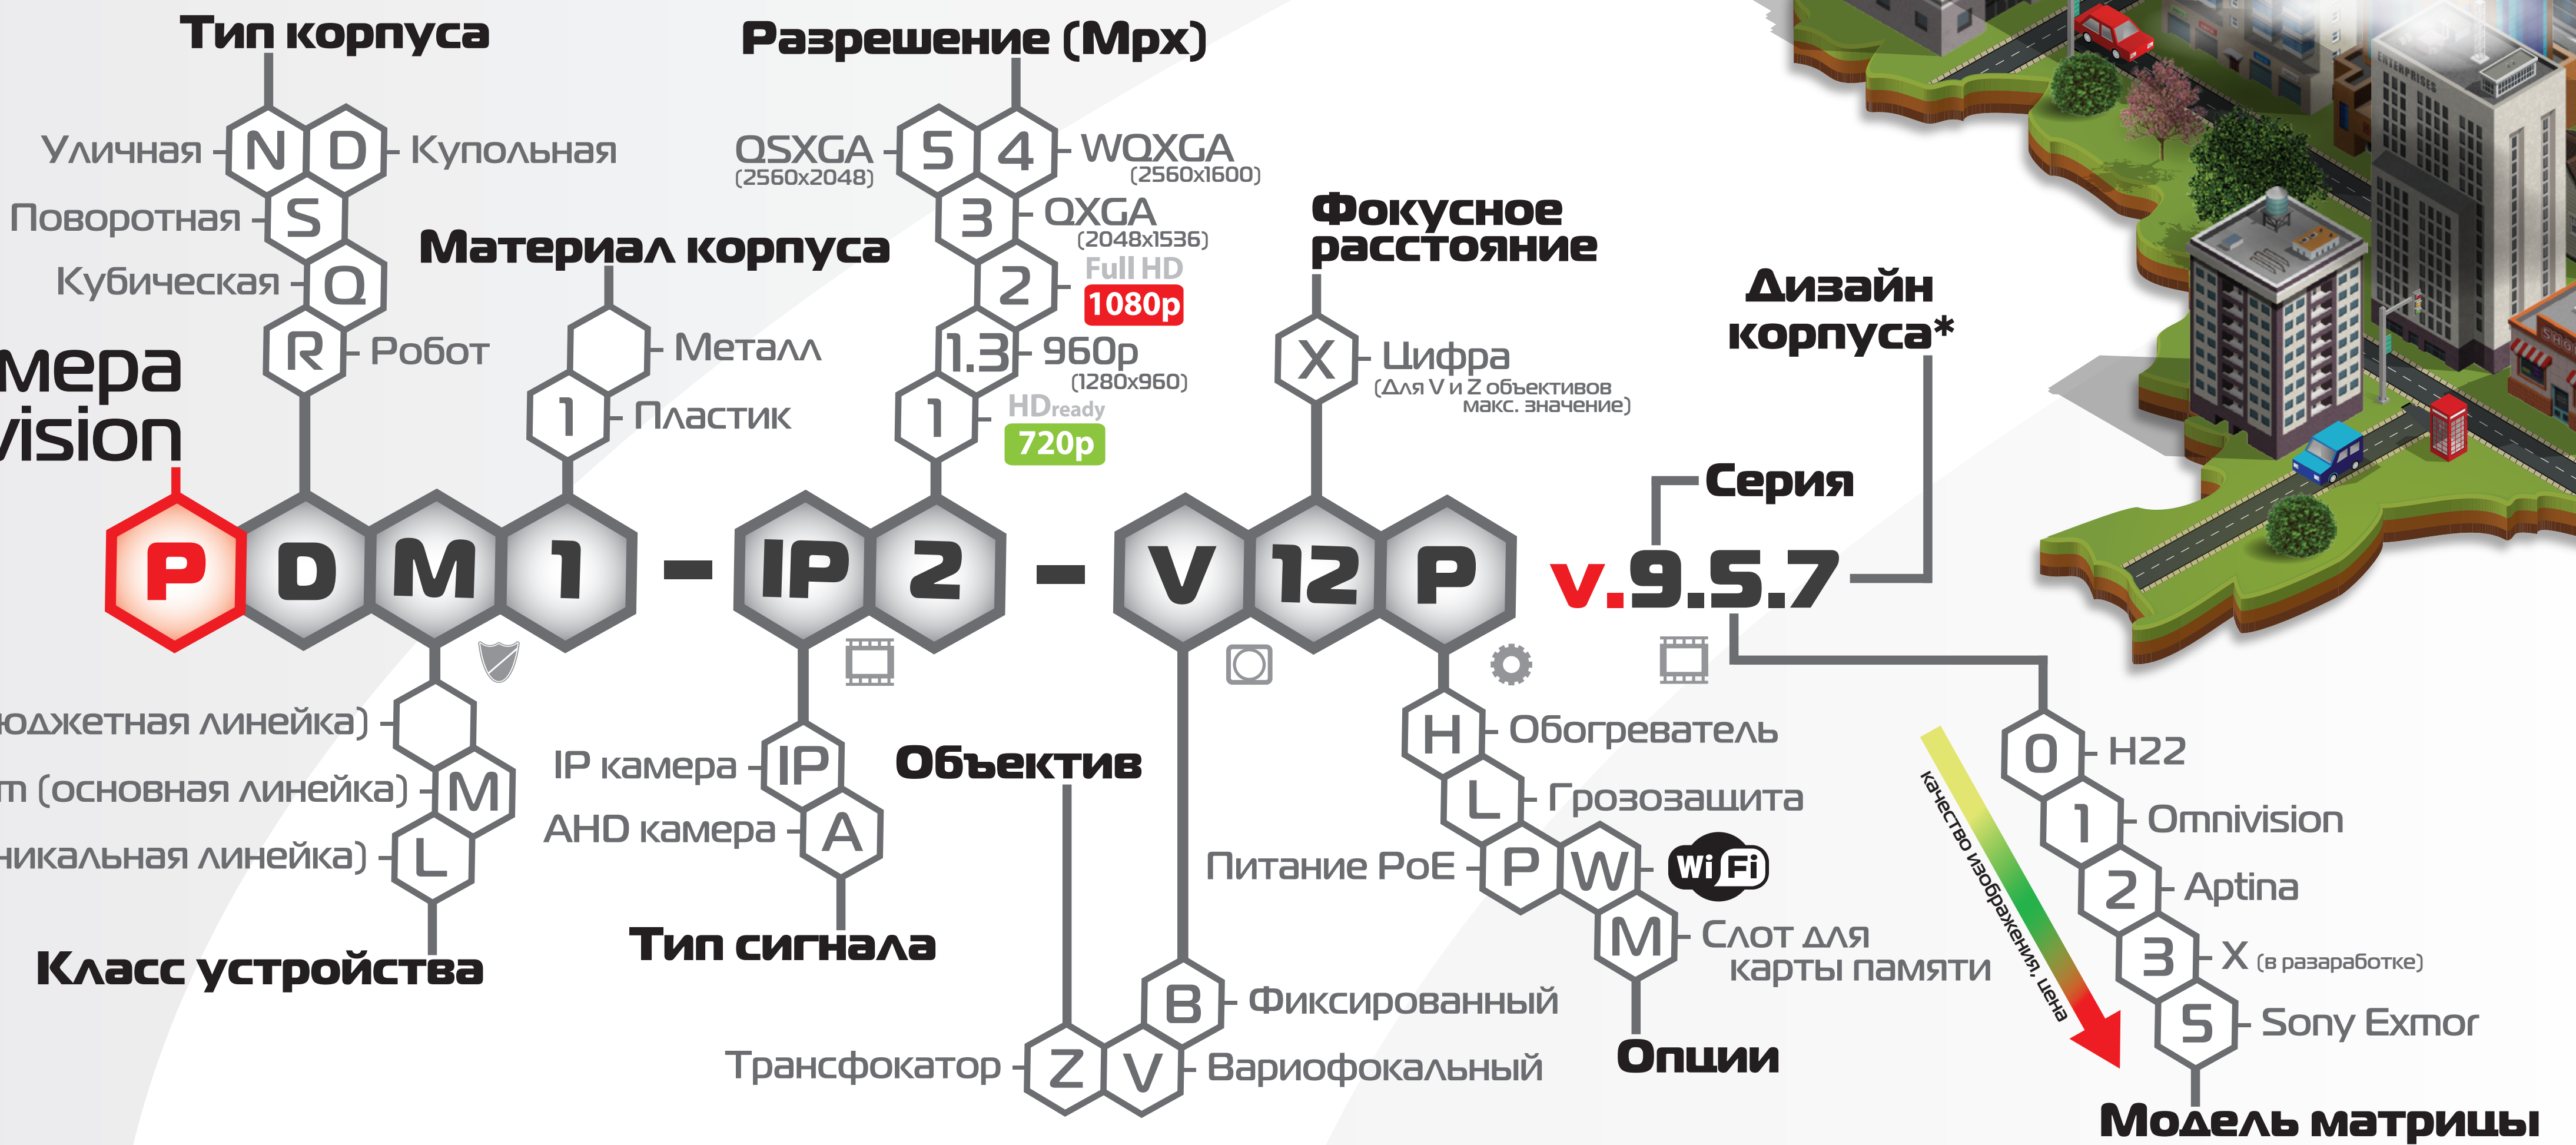 Тип корпуса
Разрешение (Mpx)
Уличная
N
D
Купольная
Поворотная
S
Кубическая
Q
R
Робот
Материал корпуса
Металл
1
Пластик
QSXGA
(2560x2048)
5
4
WQXGA
(2560x1600)
3
QXGA
(2048x1536)
2
Full HD
1080p
1.3
960p
(1280x960)
1
HDready
720p
Фокусное
расстояние
X
Цифра
(Для V и Z объективов
макс. значение)
Дизайн
корпуса*
Серия
мера
vision
P D M 1 - IP 2 - V 12 P v.9.5.7
юджетная линейка)
m (основная линейка)
M
никальная линейка)
L
Класс устройства
IP камера
IP
AHD камера
A
Тип сигнала
Объектив
B
Фиксированный
Трансфокатор
Z
V
Вариофокальный
H
Обогреватель
L
Грозозащита
Питание PoE
P
W
Wi Fi
M
Слот для
карты памяти
Опции
качество изображения, цена
0
H22
1
Omnivision
2
Aptina
3
X (в разаработке)
5
Sony Exmor
Модель матрицы
ENTERPRISES
SHOP